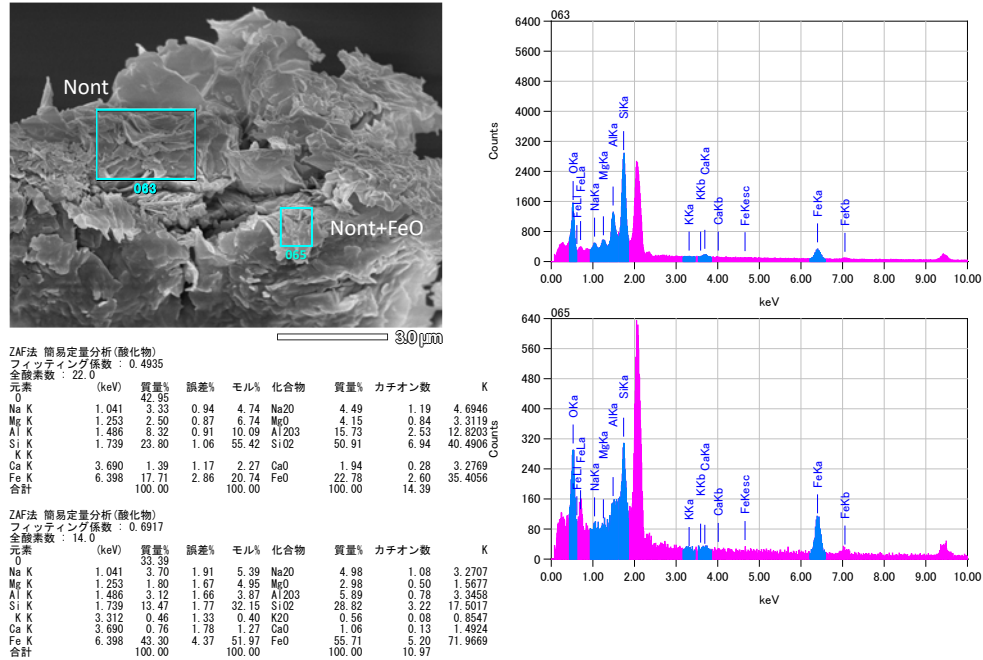 Nont
063
Nont+FeO
065
3.0 μm
ZAF法 簡易定量分析(酸化物)
フィッティング係数 : 0.4935
全酸素数 : 22.0
元素 (keV) 質量% 誤差% モル% 化合物 質量% カチオン数 K
O 42.95
Na K 1.041 3.33 0.94 4.74 Na2O 4.49 1.19 4.6946
Mg K 1.253 2.50 0.87 6.74 MgO 4.15 0.84 3.3119
Al K 1.486 8.32 0.91 10.09 Al2O3 15.73 2.53 12.8203
Si K 1.739 23.80 1.06 55.42 SiO2 50.91 6.94 40.4906
K K
Ca K 3.690 1.39 1.17 2.27 CaO 1.94 0.28 3.2769
Fe K 6.398 17.71 2.86 20.74 FeO 22.78 2.60 35.4056
合計 100.00 100.00 100.00 14.39
ZAF法 簡易定量分析(酸化物)
フィッティング係数 : 0.6917
全酸素数 : 14.0
元素 (keV) 質量% 誤差% モル% 化合物 質量% カチオン数 K
O 33.39
Na K 1.041 3.70 1.91 5.39 Na2O 4.98 1.08 3.2707
Mg K 1.253 1.80 1.67 4.95 MgO 2.98 0.50 1.5677
Al K 1.486 3.12 1.66 3.87 Al2O3 5.89 0.78 3.3458
Si K 1.739 13.47 1.77 32.15 SiO2 28.82 3.22 17.5017
K K 3.312 0.46 1.33 0.40 K2O 0.56 0.08 0.8547
Ca K 3.690 0.76 1.78 1.27 CaO 1.06 0.13 1.4924
Fe K 6.398 43.30 4.37 51.97 FeO 55.71 5.20 71.9669
合計 100.00 100.00 100.00 10.97
063
6400
5600
4800
4000
3200
2400
1600
800
0
Counts
OKa FeLl FeLa NaKa MgKa AlKa SiKa KKa KKb CaKa CaKb FeKesc FeKa FeKb
0.00 1.00 2.00 3.00 4.00 5.00 6.00 7.00 8.00 9.00 10.00
keV
065
640
560
480
400
320
240
160
80
0
Counts
OKa FeLl FeLa NaKa MgKa AlKa SiKa KKa KKb CaKa CaKb FeKesc FeKa FeKb
0.00 1.00 2.00 3.00 4.00 5.00 6.00 7.00 8.00 9.00 10.00
keV